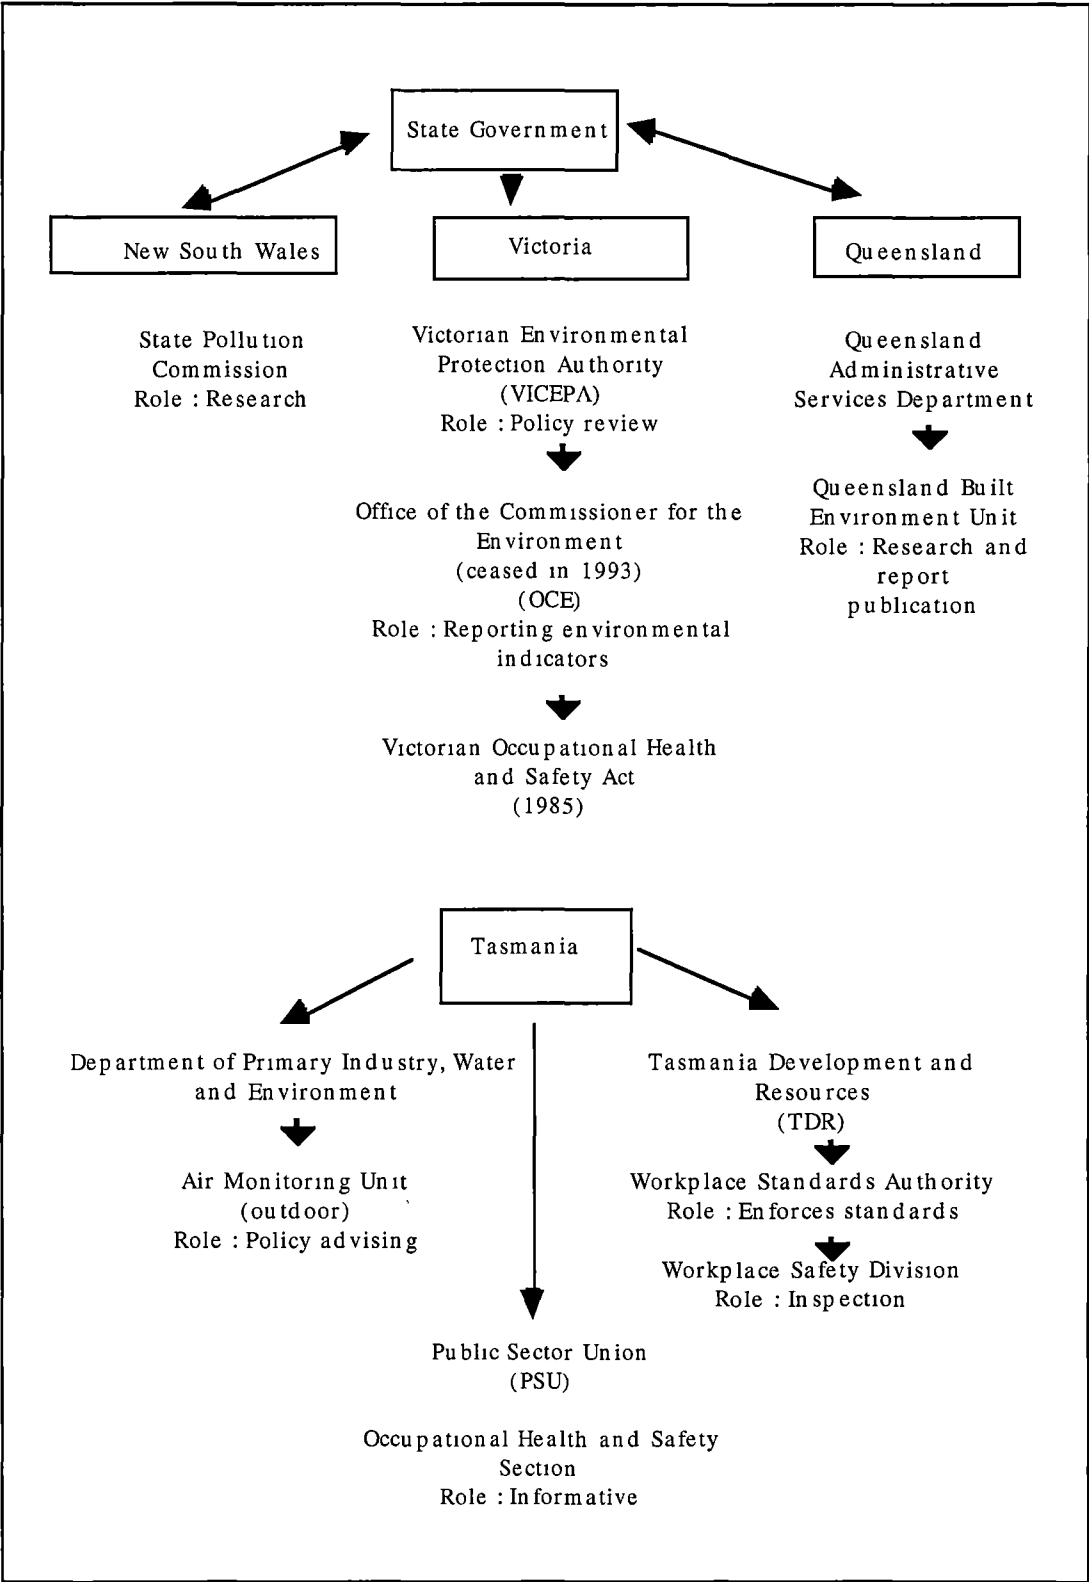 State Government
New South Wales
Victoria
Queensland
State Pollution
Commission
Role : Research
Victorian Environmental
Protection Authority
(VICEPA)
Role : Policy review
Office of the Commissioner for the
Environment
(ceased in 1993)
(OCE)
Role : Reporting environmental
indicators
Victorian Occupational Health
and Safety Act
(1985)
Queensland
Administrative
Services Department
Queensland Built
Environment Unit
Role : Research and
report
publication
Tasmania
Department of Primary Industry, Water
and Environment
Air Monitoring Unit
(outdoor)
Role : Policy advising
Public Sector Union
(PSU)
Occupational Health and Safety
Section
Role : Informative
Tasmania Development and
Resources
(TDR)
Workplace Standards Authority
Role : Enforces standards
Workplace Safety Division
Role : Inspection